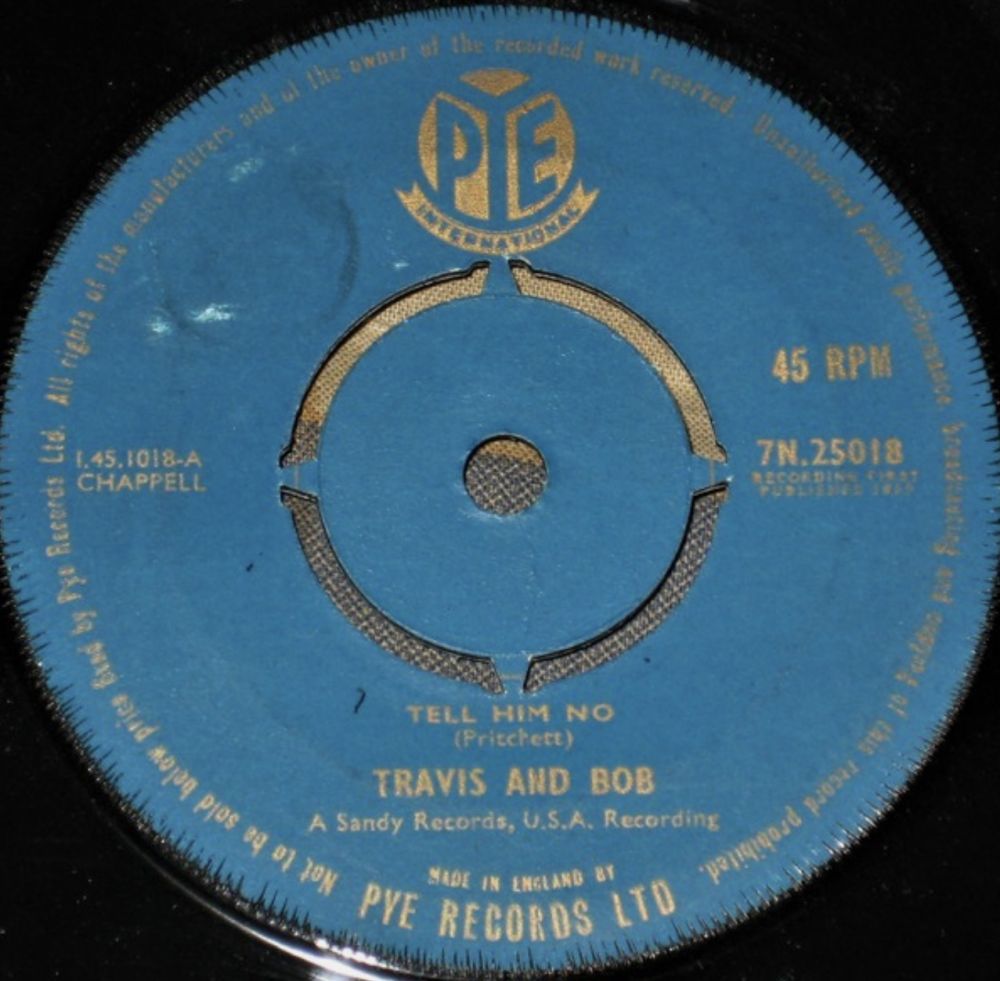 PYE
INTERNATIONAL
45 RPM
7N.25018
RECORDING FIRST
PUBLISHED
I.45.1018-A
CHAPPELL
TELL HIM NO
(Pritchett)
TRAVIS AND BOB
A Sandy Records, U.S.A. Recording
MADE IN ENGLAND BY
PYE RECORDS LTD
Not to be sold below price fixed by Pye Records Ltd. All rights of the manufacturers and of the owner of the recorded work reserved. Unauthorised public performance, broadcasting and copying of this record prohibited.